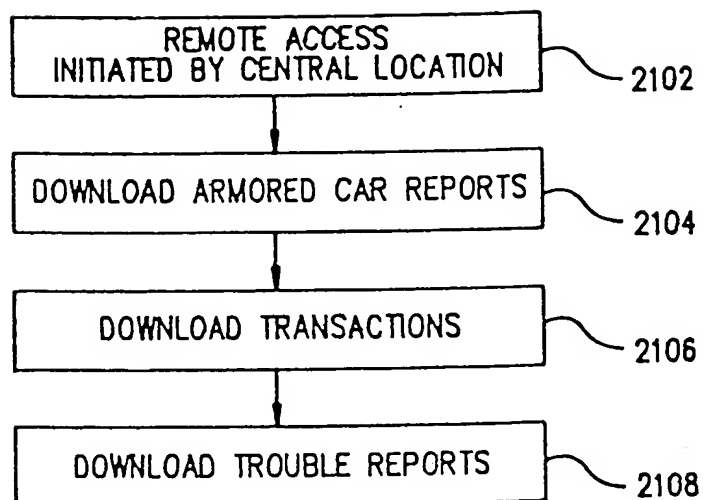 REMOTE ACCESS
INITIATED BY CENTRAL LOCATION
2102
DOWNLOAD ARMORED CAR REPORTS
2104
DOWNLOAD TRANSACTIONS
2106
DOWNLOAD TROUBLE REPORTS
2108